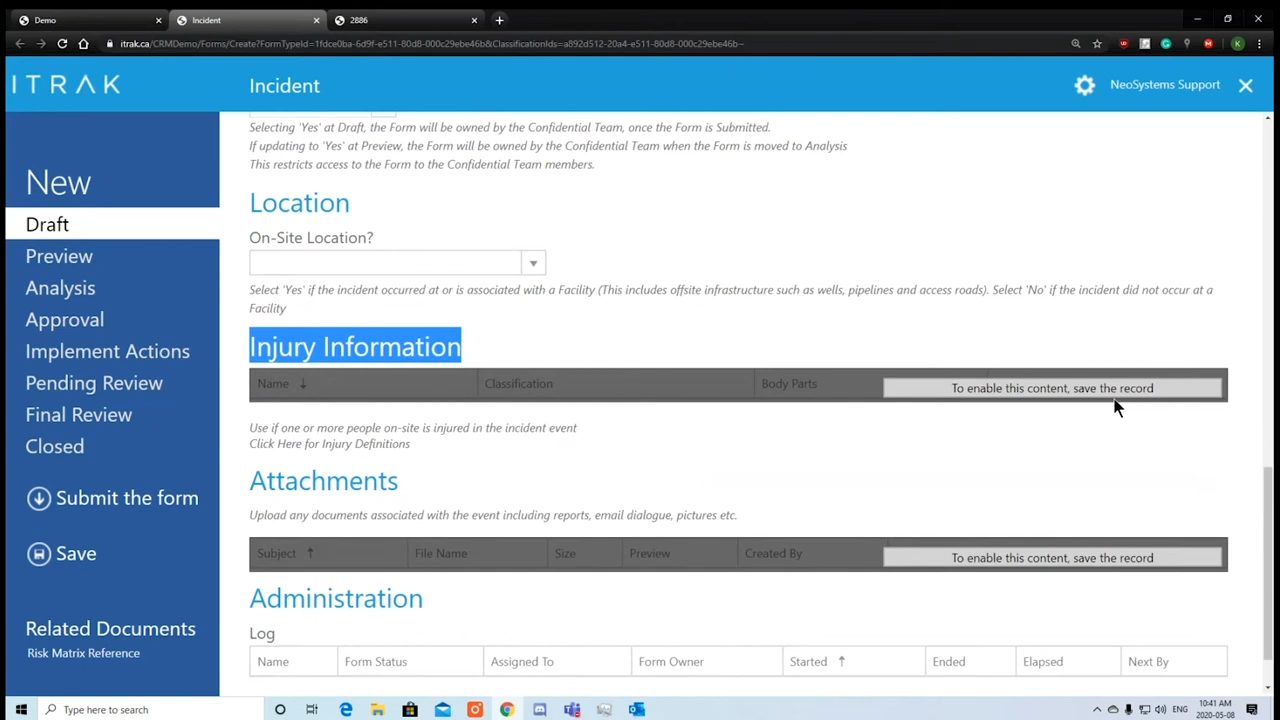 Demo
Incident
2886
itrak.ca/CRMDemo/Forms/Create?FormTypeId=1fdce0ba-6d9f-e511-80d8-000c29ebe46b&ClassificationIds=a892d512-20a4-e511-80d8-000c29ebe46b~
K
ITRAK
Incident
NeoSystems Support
New
Draft
Preview
Analysis
Approval
Implement Actions
Pending Review
Final Review
Closed
Submit the form
Save
Related Documents
Risk Matrix Reference
Selecting 'Yes' at Draft, the Form will be owned by the Confidential Team, once the Form is Submitted.
If updating to 'Yes' at Preview, the Form will be owned by the Confidential Team when the Form is moved to Analysis
This restricts access to the Form to the Confidential Team members.
Location
On-Site Location?
Select 'Yes' if the incident occurred at or is associated with a Facility (This includes offsite infrastructure such as wells, pipelines and access roads). Select 'No' if the incident did not occur at a
Facility
Injury Information
Name Classification Body Parts To enable this content, save the record
Use if one or more people on-site is injured in the incident event
Click Here for Injury Definitions
Attachments
Upload any documents associated with the event including reports, email dialogue, pictures etc.
Subject File Name Size Preview Created By To enable this content, save the record
Administration
Log
Name Form Status Assigned To Form Owner Started Ended Elapsed Next By
Type here to search
ENG
10:41 AM
2020-05-08